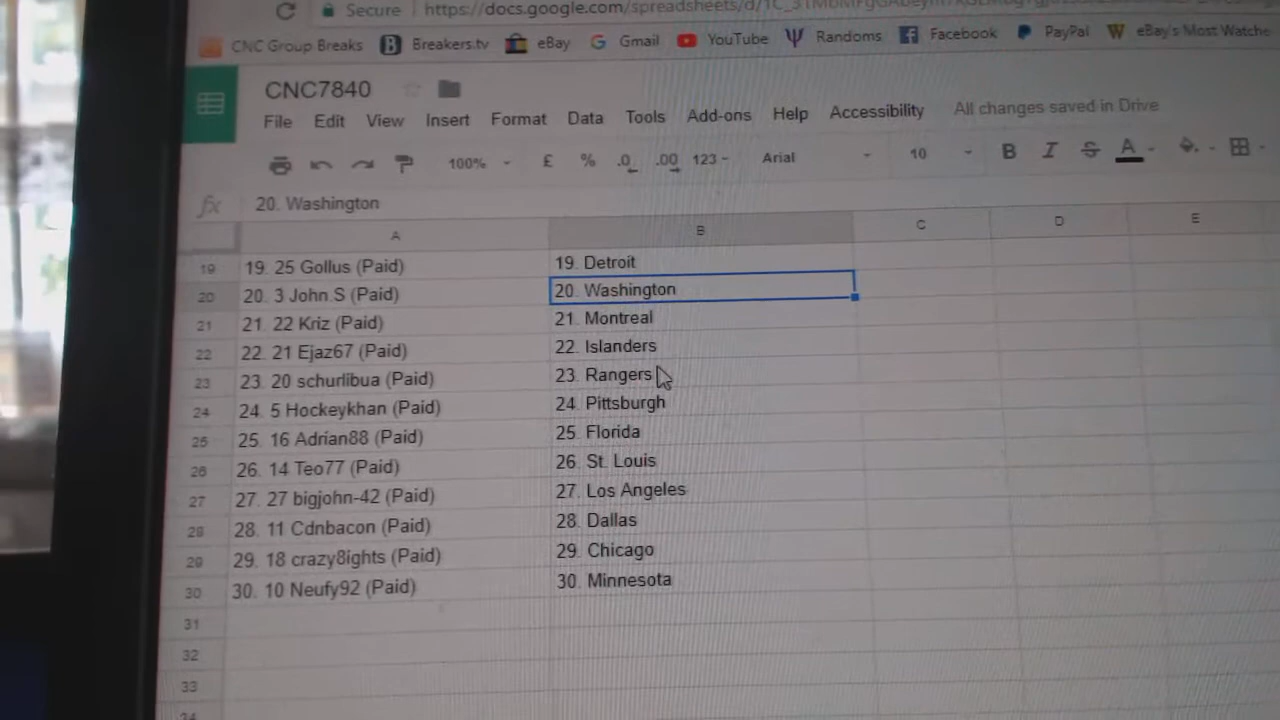 Secure https://docs.google.com/spreadsheets/d/
CNC Group Breaks Breakers.tv eBay Gmail YouTube Randoms Facebook PayPal eBay's Most Watche
CNC7840
File Edit View Insert Format Data Tools Add-ons Help Accessibility All changes saved in Drive
100% £ % .0 .00 123 Arial 10 B I S A
fx 20. Washington
A B C D E
19 19. 25 Gollus (Paid) 19. Detroit
20 20. 3 John S (Paid) 20. Washington
21 21. 22 Kriz (Paid) 21. Montreal
22 22. 21 Ejaz67 (Paid) 22. Islanders
23 23. 20 schurlibua (Paid) 23. Rangers
24 24. 5 Hockeykhan (Paid) 24. Pittsburgh
25 25. 16 Adrian88 (Paid) 25. Florida
26 26. 14 Teo77 (Paid) 26. St. Louis
27 27. 27 bigjohn-42 (Paid) 27. Los Angeles
28 28. 11 Cdnbacon (Paid) 28. Dallas
29 29. 18 crazy8ights (Paid) 29. Chicago
30 30. 10 Neufy92 (Paid) 30. Minnesota
31
32
33
34